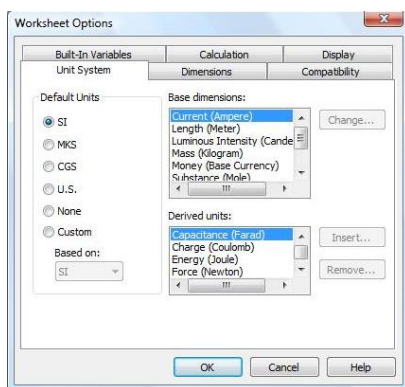 Worksheet Options
Built-In Variables Calculation Display
Unit System Dimensions Compatibility
Default Units
SI
MKS
CGS
U.S.
None
Custom
Based on:
SI
Base dimensions:
Current (Ampere)
Length (Meter)
Luminous Intensity (Cande
Mass (Kilogram)
Money (Base Currency)
Substance (Mole)
Change...
Derived units:
Capacitance (Farad)
Charge (Coulomb)
Energy (Joule)
Force (Newton)
Insert...
Remove...
OK Cancel Help